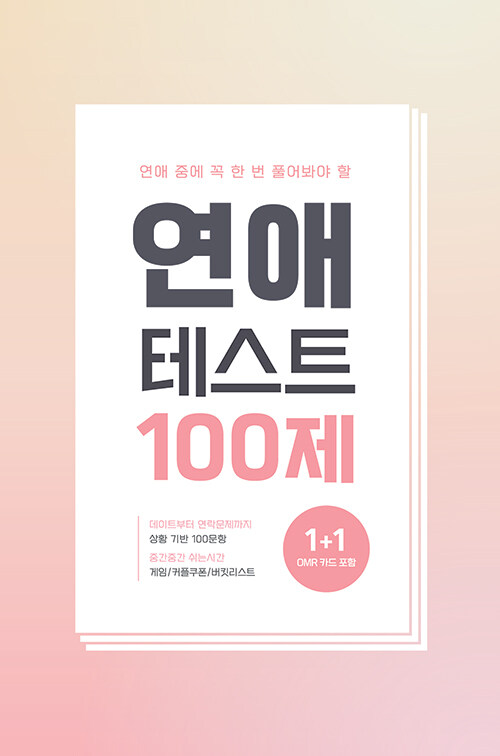 연애 중에 꼭 한 번 풀어봐야 할
연애
테스트
100제
데이트부터 연락문제까지
상황 기반 100문항
중간중간 쉬는시간
게임/커플쿠폰/버킷리스트
1+1
OMR 카드 포함